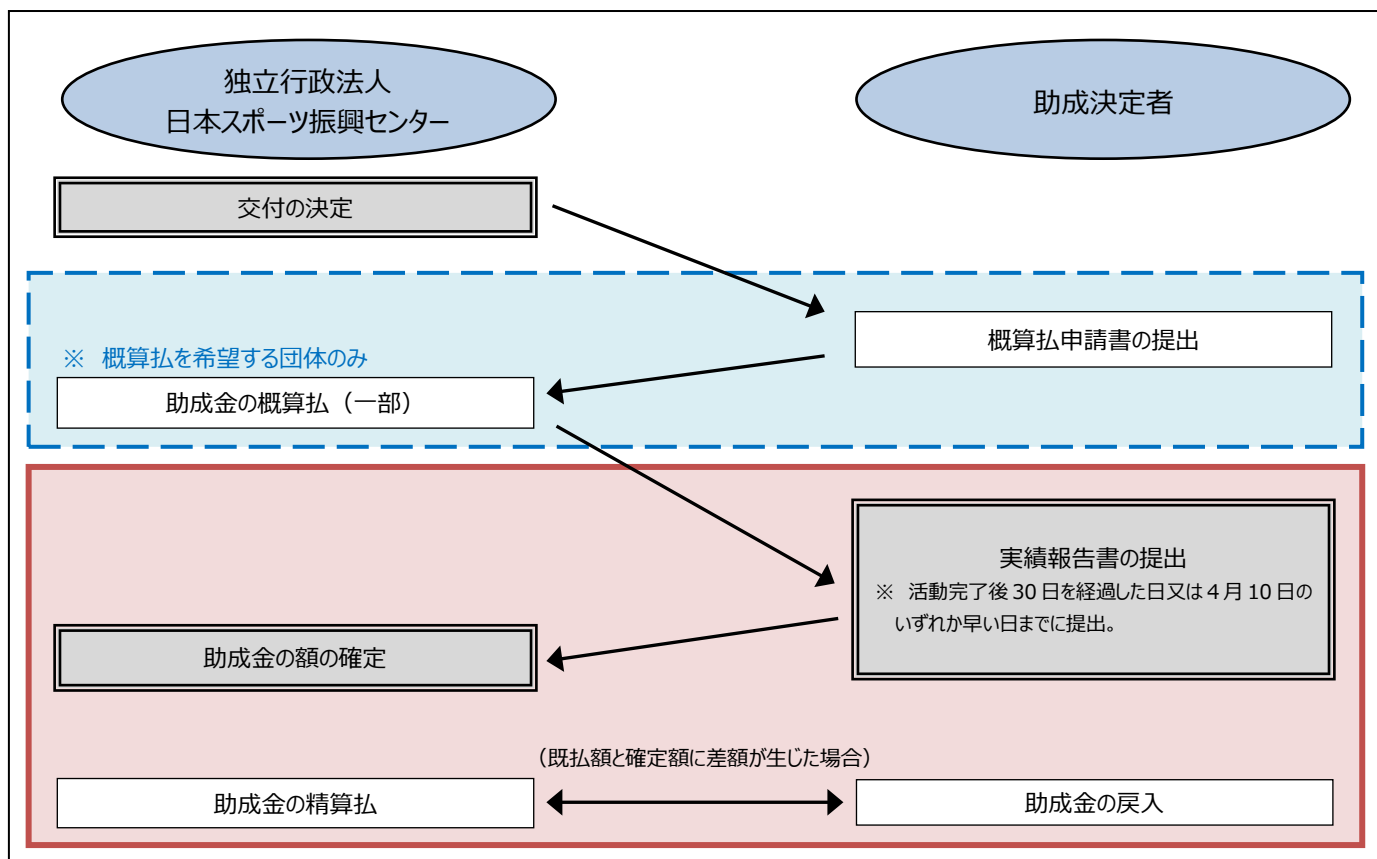 独立行政法人
日本スポーツ振興センター
助成決定者
交付の決定
概算払申請書の提出
※ 概算払を希望する団体のみ
助成金の概算払（一部）
実績報告書の提出
※ 活動完了後 30 日を経過した日又は４月 10 日の
いずれか早い日までに提出。
助成金の額の確定
（既払額と確定額に差額が生じた場合）
助成金の精算払
助成金の戻入